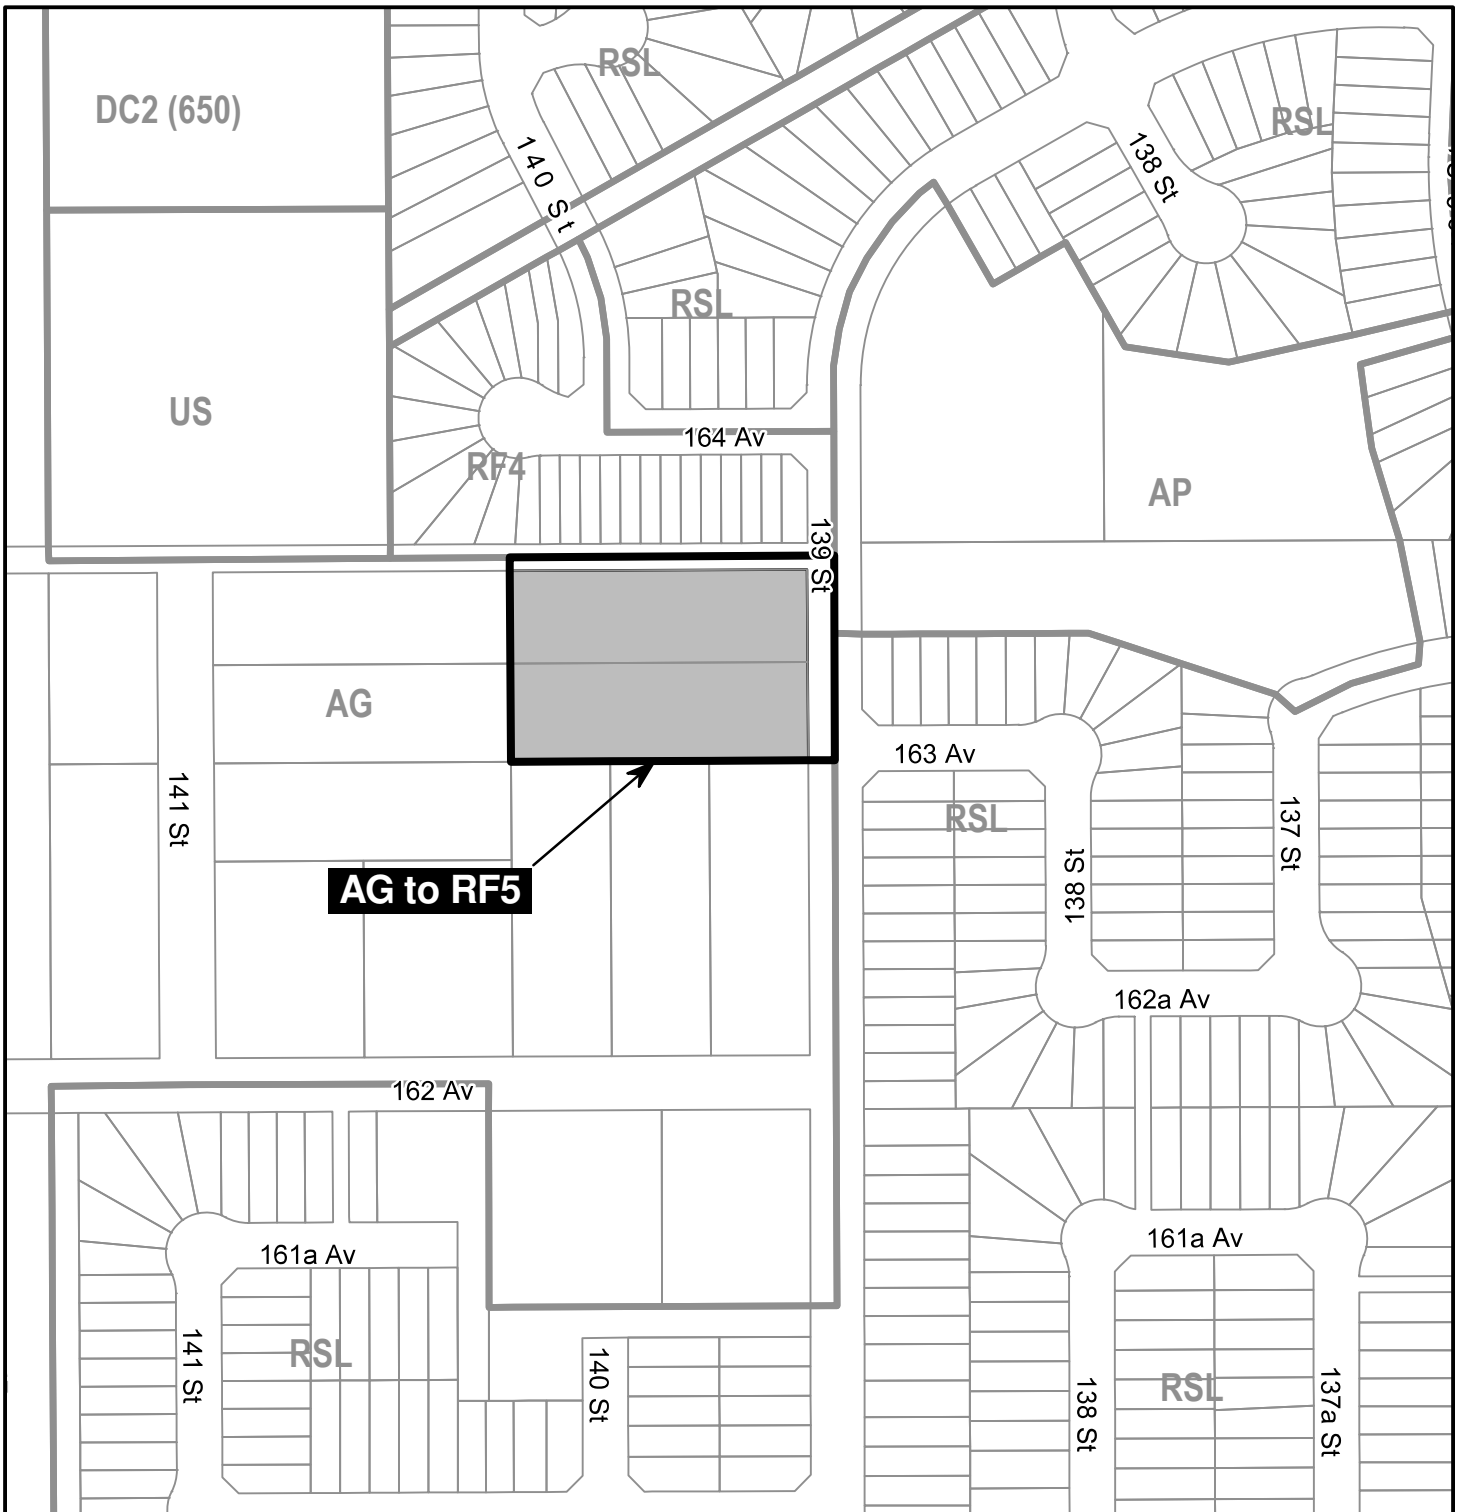 RSL
DC2 (650)
RSL
140 St
138 St
RSL
US
164 Av
RF4
AP
139 St
AG
163 Av
141 St
RSL
137 St
138 St
AG to RF5
162a Av
162 Av
161a Av
161a Av
RSL
141 St
140 St
RSL
138 St
137a St